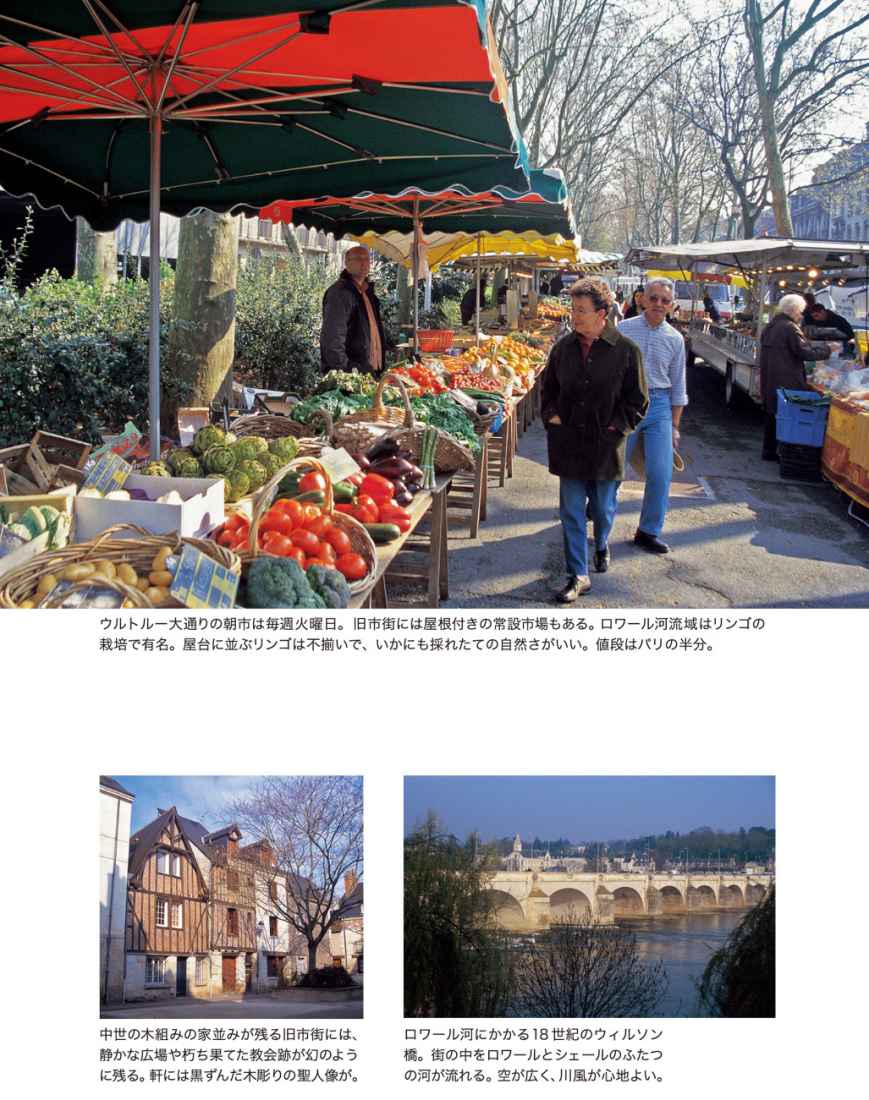 ウルトルー大通りの朝市は毎週火曜日。旧市街には屋根付きの常設市場もある。ロワール河流域はリンゴの
栽培で有名。屋台に並ぶリンゴは不揃いで、いかにも採れたての自然さがいい。値段はパリの半分。
中世の木組みの家並みが残る旧市街には、
静かな広場や朽ち果てた教会跡が幻のよう
に残る。軒には黒ずんだ木彫りの聖人像が。
ロワール河にかかる18世紀のウィルソン
橋。街の中をロワールとシェールのふたつ
の河が流れる。空が広く、川風が心地よい。